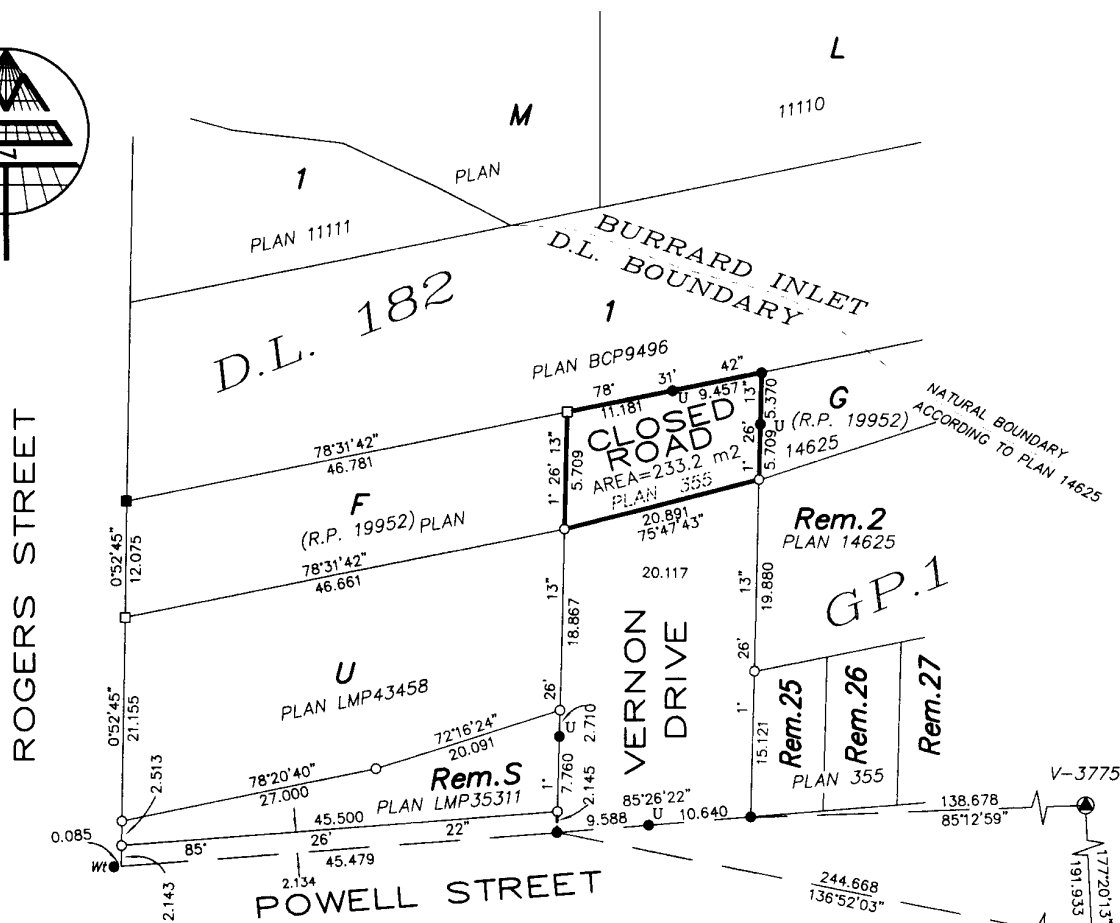 L
11110
M
PLAN
1
PLAN 11111
BURRARD INLET
D.L. BOUNDARY
D.L. 182
1
PLAN BCP9496
78° 31' 42"
11.181
U
9.457
13"
5.370
26'
U
5.709
1'
CLOSED
ROAD
AREA=233.2 m2
PLAN 355
13"
26'
1'
5.709
20.891
75°47'43"
G
(R.P. 19952)
14625
NATURAL BOUNDARY
ACCORDING TO PLAN 14625
78°31'42"
46.781
F
(R.P. 19952) PLAN
78°31'42"
46.661
0°52'45"
12.075
ROGERS STREET
0°52'45"
21.155
U
PLAN LMP43458
13"
18.867
26'
20.117
VERNON
DRIVE
Rem.2
PLAN 14625
13"
19.880
26'
GP.1
1'
15.121
Rem.25
Rem.26
Rem.27
PLAN 355
72°16'24"
20.091
78°20'40"
27.000
Rem.S
PLAN LMP35311
2.710
U
1'
7.760
2.145
2.513
45.500
85° 26' 22"
45.479
2.134
0.085
Wt
2.143
85°26'22"
9.588
U
10.640
138.678
85°12'59"
V-3775
177°20'13"
191.933
244.668
136°52'03"
POWELL STREET